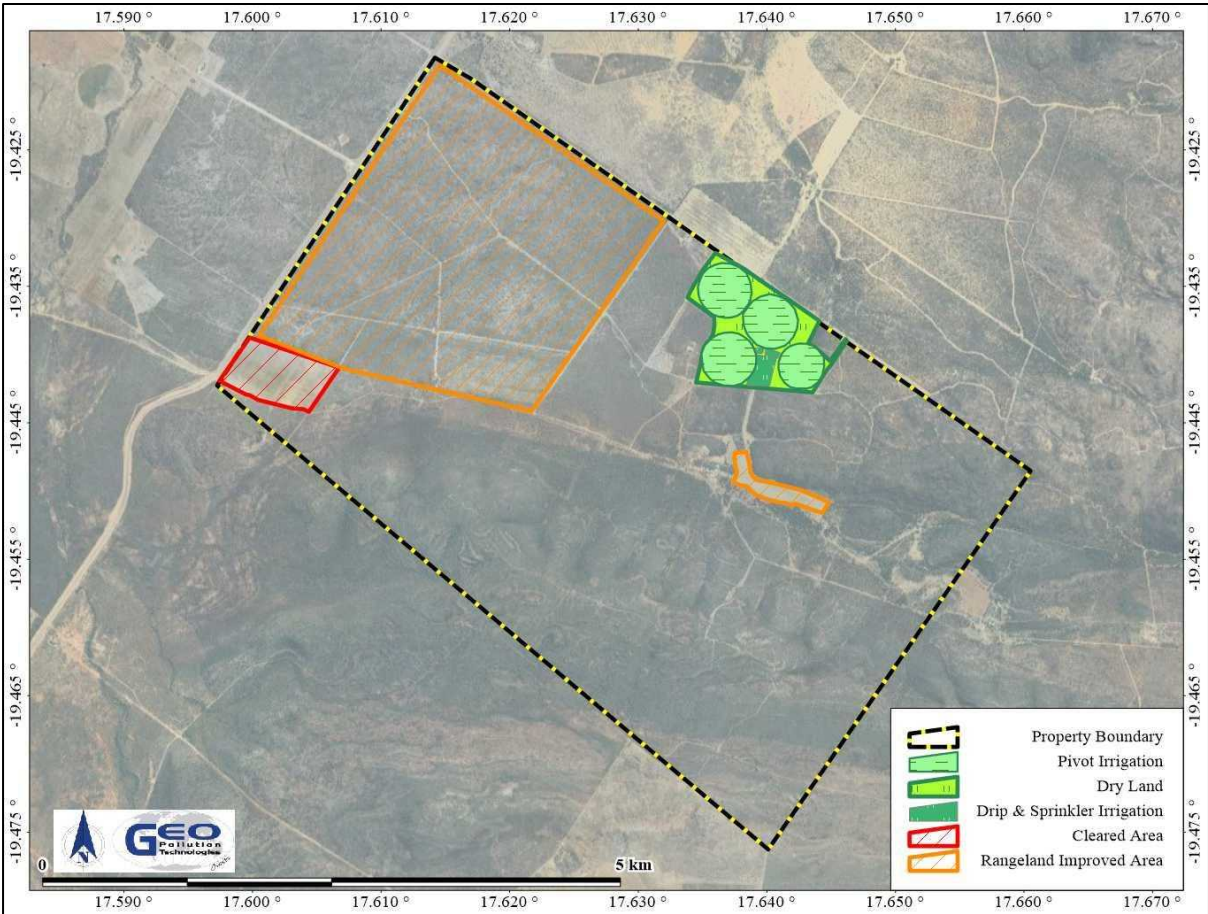 17.590 ° 17.600 ° 17.610 ° 17.620 ° 17.630 ° 17.640 ° 17.650 ° 17.660 ° 17.670 °
-19.425 ° -19.425 °
-19.435 ° -19.435 °
-19.445 ° -19.445 °
-19.455 ° -19.455 °
-19.465 ° -19.465 °
-19.475 ° -19.475 °
Property Boundary
Pivot Irrigation
Dry Land
Drip & Sprinkler Irrigation
Cleared Area
Rangeland Improved Area
N
GEO
Pollution
Technologies
0 5 km
17.590 ° 17.600 ° 17.610 ° 17.620 ° 17.630 ° 17.640 ° 17.650 ° 17.660 ° 17.670 °